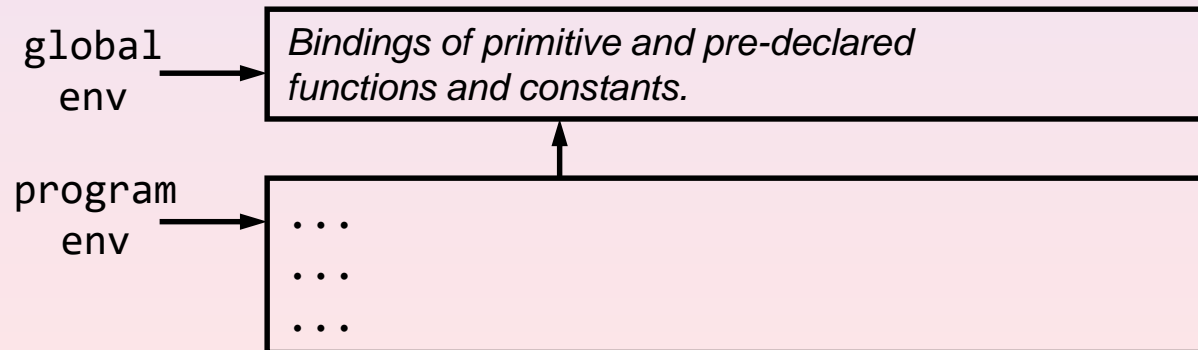 global
env
Bindings of primitive and pre-declared
functions and constants.
program
env
...
...
...